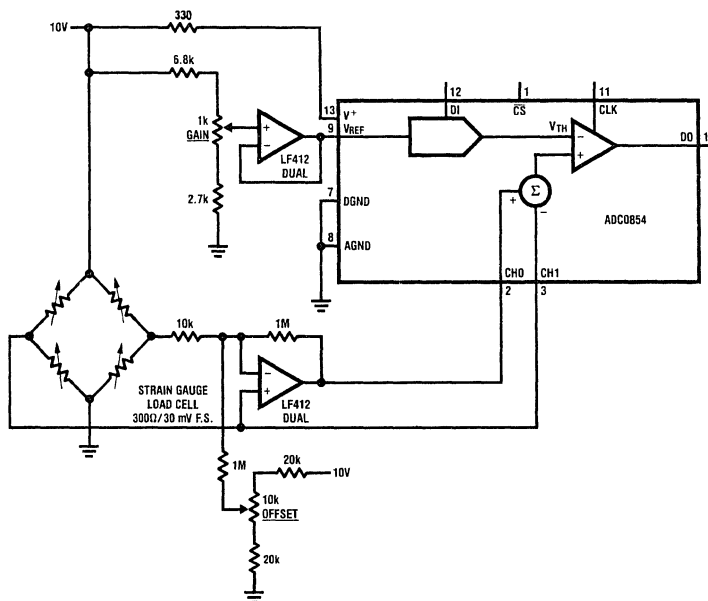 330
10V
6.8k
12
1
11
DI
CS
CLK
13
V+
1k
GAIN
9
VREF
VTH
DO
1
+
−
−
+
LF412
DUAL
Σ
+
−
2.7k
7
DGND
ADC0854
8
AGND
CH0
CH1
2
3
10k
1M
−
+
STRAIN GAUGE
LOAD CELL
300Ω/30 mV F.S.
LF412
DUAL
1M
20k
10V
10k
OFFSET
20k